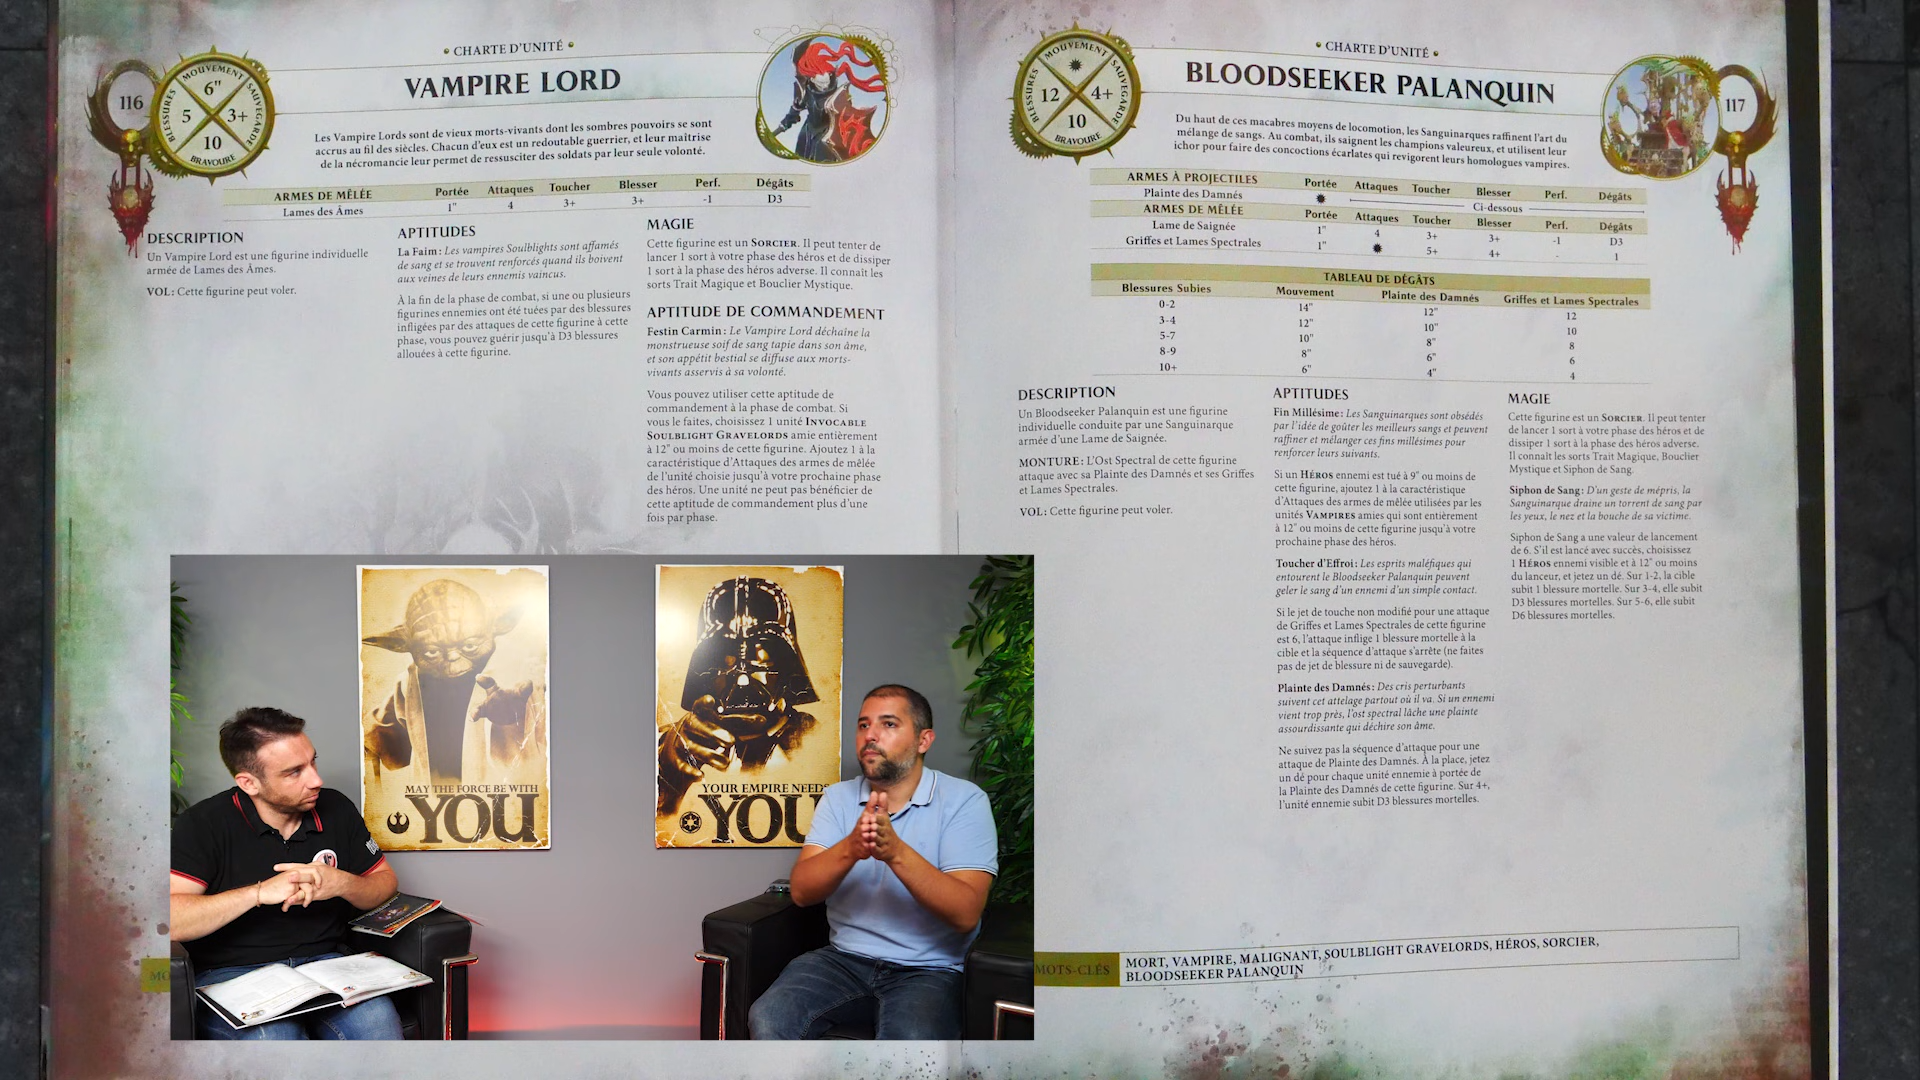 CHARTE D'UNITÉ
VAMPIRE LORD
116
MOUVEMENT
6"
BLESSURES
5
3+
SAUVEGARDE
10
BRAVOURE
Les Vampire Lords sont de vieux morts-vivants dont les sombres pouvoirs se sont
accrus au fil des siècles. Chacun d'eux est un redoutable guerrier, et leur maîtrise
de la nécromancie leur permet de ressusciter des soldats par leur seule volonté.
ARMES DE MÊLÉE Portée Attaques Toucher Blesser Perf. Dégâts
Lames des Âmes 1" 4 3+ 3+ -1 D3
DESCRIPTION
Un Vampire Lord est une figurine individuelle
armée de Lames des Âmes.
VOL : Cette figurine peut voler.
APTITUDES
La Faim : Les vampires Soulblights sont affamés
de sang et se trouvent renforcés quand ils boivent
aux veines de leurs ennemis vaincus.
À la fin de la phase de combat, si une ou plusieurs
figurines ennemies ont été tuées par des blessures
infligées par des attaques de cette figurine à cette
phase, vous pouvez guérir jusqu'à D3 blessures
allouées à cette figurine.
MAGIE
Cette figurine est un SORCIER. Il peut tenter de
lancer 1 sort à votre phase des héros et de dissiper
1 sort à la phase des héros adverse. Il connaît les
sorts Trait Magique et Bouclier Mystique.
APTITUDE DE COMMANDEMENT
Festin Carmin : Le Vampire Lord déchaîne la
monstrueuse soif de sang tapie dans son âme,
et son appétit bestial se diffuse aux morts-
vivants asservis à sa volonté.
Vous pouvez utiliser cette aptitude de
commandement à la phase de combat. Si
vous le faites, choisissez 1 unité INVOCABLE
SOULBLIGHT GRAVELORDS amie entièrement
à 12" ou moins de cette figurine. Ajoutez 1 à la
caractéristique d'Attaques des armes de mêlée
de l'unité choisie jusqu'à votre prochaine phase
des héros. Une unité ne peut pas bénéficier de
cette aptitude de commandement plus d'une
fois par phase.
MO
CHARTE D'UNITÉ
BLOODSEEKER PALANQUIN
117
MOUVEMENT
BLESSURES
12
4+
SAUVEGARDE
10
BRAVOURE
Du haut de ces macabres moyens de locomotion, les Sanguinarques raffinent l'art du
mélange de sangs. Au combat, ils saignent les champions valeureux, et utilisent leur
ichor pour faire des concoctions écarlates qui revigorent leurs homologues vampires.
ARMES À PROJECTILES Portée Attaques Toucher Blesser Perf. Dégâts
Plainte des Damnés Ci-dessous
ARMES DE MÊLÉE Portée Attaques Toucher Blesser Perf. Dégâts
Lame de Saignée 1" 4 3+ 3+ -1 D3
Griffes et Lames Spectrales 1" 5+ 4+ - 1
TABLEAU DE DÉGÂTS
Blessures Subies Mouvement Plainte des Damnés Griffes et Lames Spectrales
0-2 14" 12" 12
3-4 12" 10" 10
5-7 10" 8" 8
8-9 8" 6" 6
10+ 6" 4" 4
DESCRIPTION
Un Bloodseeker Palanquin est une figurine
individuelle conduite par une Sanguinarque
armée d'une Lame de Saignée.
MONTURE : L'Ost Spectral de cette figurine
attaque avec sa Plainte des Damnés et ses Griffes
et Lames Spectrales.
VOL : Cette figurine peut voler.
APTITUDES
Fin Millésime : Les Sanguinarques sont obsédés
par l'idée de goûter les meilleurs sangs et peuvent
raffiner et mélanger ces fins millésimes pour
renforcer leurs suivants.
Si un HÉROS ennemi est tué à 9" ou moins de
cette figurine, ajoutez 1 à la caractéristique
d'Attaques des armes de mêlée utilisées par les
unités VAMPIRES amies qui sont entièrement
à 12" ou moins de cette figurine jusqu'à votre
prochaine phase des héros.
Toucher d'Effroi : Les esprits maléfiques qui
entourent le Bloodseeker Palanquin peuvent
geler le sang d'un ennemi d'un simple contact.
Si le jet de touche non modifié pour une attaque
de Griffes et Lames Spectrales de cette figurine
est 6, l'attaque inflige 1 blessure mortelle à la
cible et la séquence d'attaque s'arrête (ne faites
pas de jet de blessure ni de sauvegarde).
Plainte des Damnés : Des cris perturbants
suivent cet attelage partout où il va. Si un ennemi
vient trop près, l'ost spectral lâche une plainte
assourdissante qui déchire son âme.
Ne suivez pas la séquence d'attaque pour une
attaque de Plainte des Damnés. À la place, jetez
un dé pour chaque unité ennemie à portée de
la Plainte des Damnés de cette figurine. Sur 4+,
l'unité ennemie subit D3 blessures mortelles.
MAGIE
Cette figurine est un SORCIER. Il peut tenter
de lancer 1 sort à votre phase des héros et de
dissiper 1 sort à la phase des héros adverse.
Il connaît les sorts Trait Magique, Bouclier
Mystique et Siphon de Sang.
Siphon de Sang : D'un geste de mépris, la
Sanguinarque draine un torrent de sang par
les yeux, le nez et la bouche de sa victime.
Siphon de Sang a une valeur de lancement
de 6. S'il est lancé avec succès, choisissez
1 HÉROS ennemi visible et à 12" ou moins
du lanceur, et jetez un dé. Sur 1-2, la cible
subit 1 blessure mortelle. Sur 3-4, elle subit
D3 blessures mortelles. Sur 5-6, elle subit
D6 blessures mortelles.
MOTS-CLÉS
MORT, VAMPIRE, MALIGNANT, SOULBLIGHT GRAVELORDS, HÉROS, SORCIER,
BLOODSEEKER PALANQUIN
MAY THE FORCE BE WITH
YOU
YOUR EMPIRE NEEDS
YOU